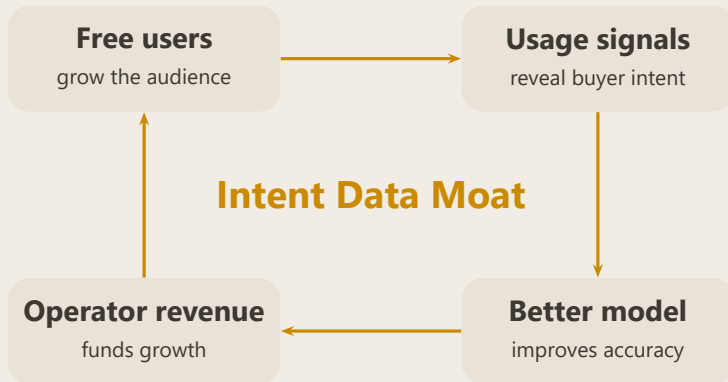 Free users
grow the audience
Usage signals
reveal buyer intent
Intent Data Moat
Operator revenue
funds growth
Better model
improves accuracy